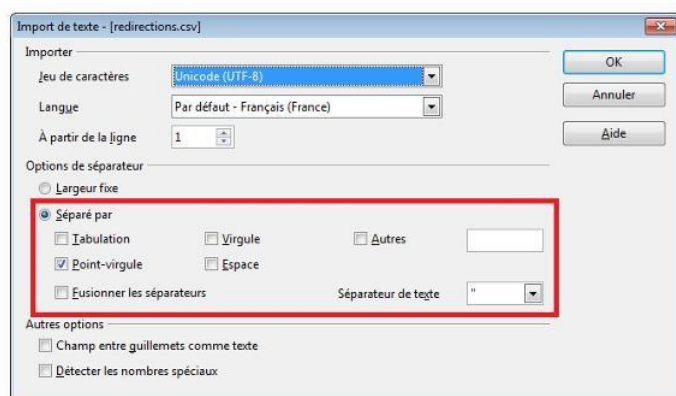 Import de texte - [redirections.csv]
Importer
Jeu de caractères Unicode (UTF-8)
Langue Par défaut - Français (France)
À partir de la ligne 1
OK
Annuler
Aide
Options de séparateur
Largeur fixe
Séparé par
Tabulation Virgule Autres
Point-virgule Espace
Fusionner les séparateurs Séparateur de texte "
Autres options
Champ entre guillemets comme texte
Détecter les nombres spéciaux